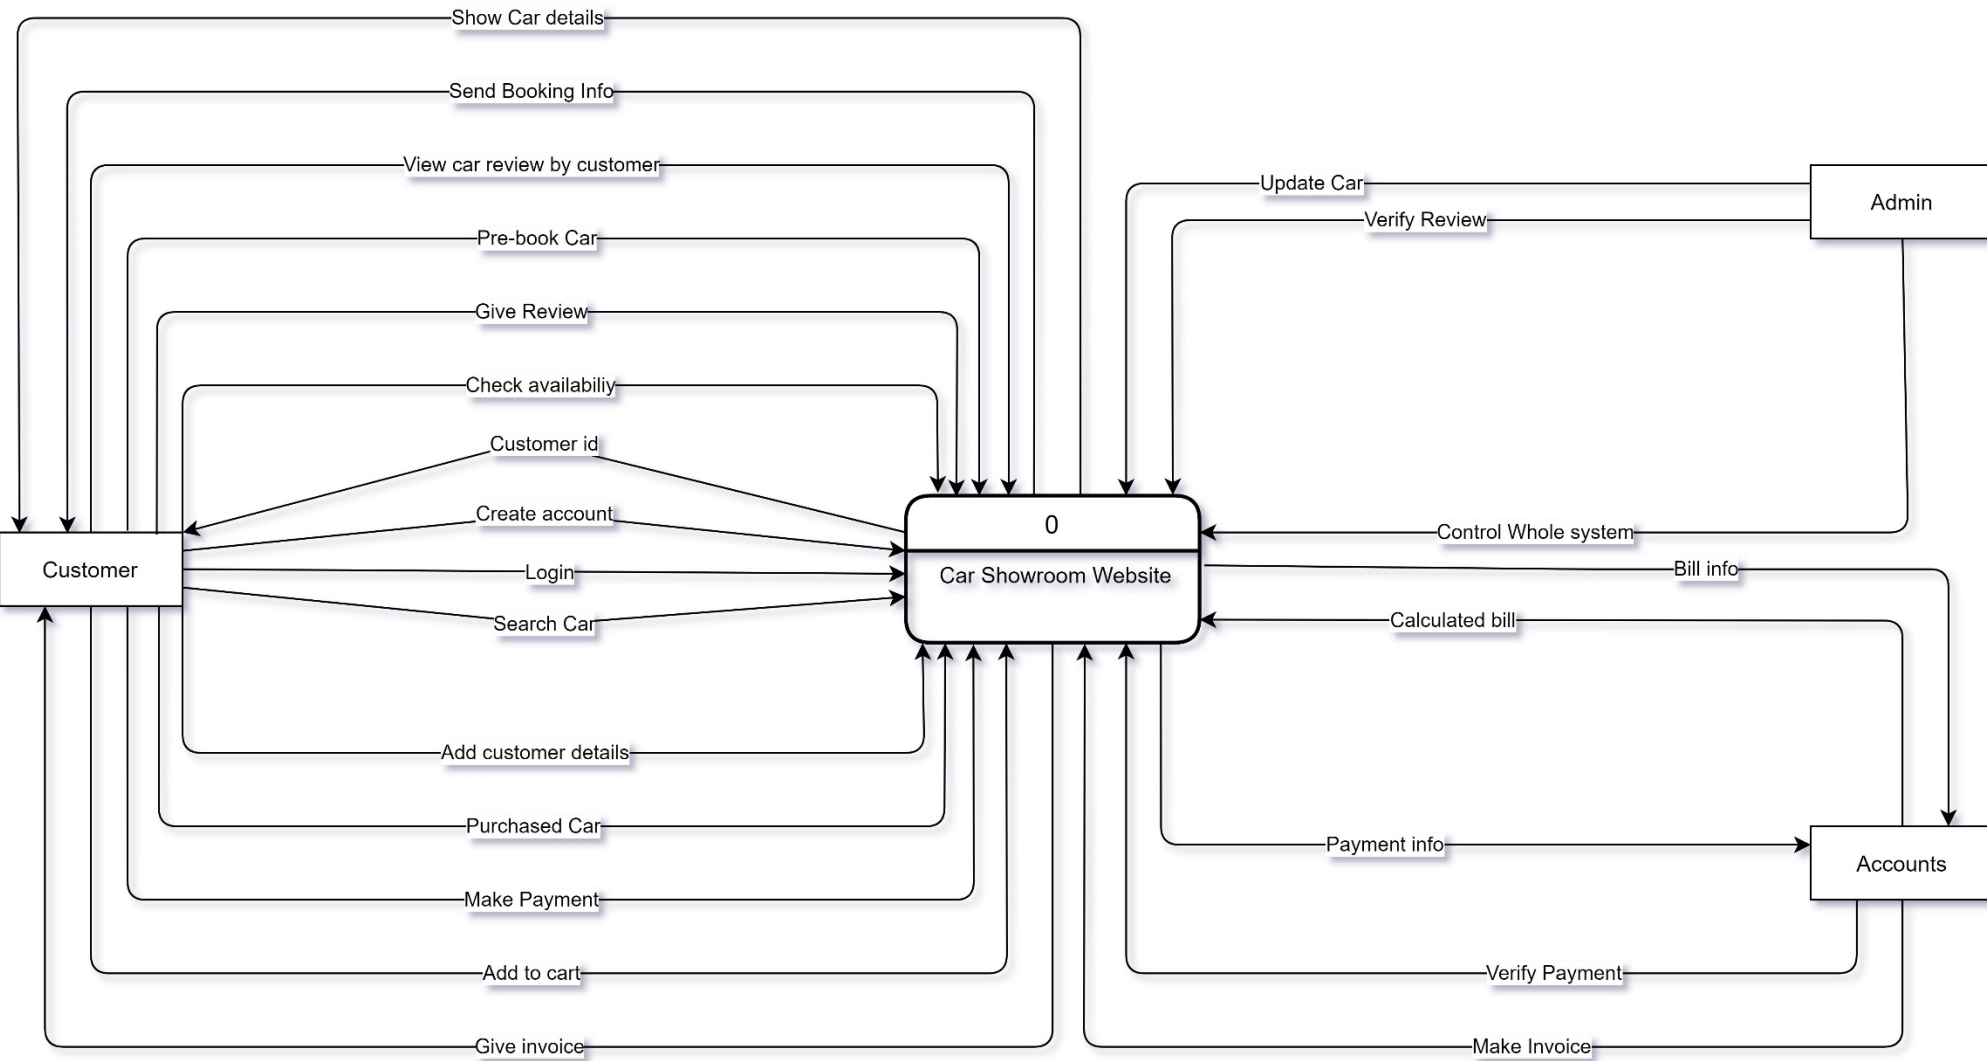 Show Car details
Send Booking Info
View car review by customer
Update Car
Admin
Verify Review
Pre-book Car
Give Review
Check availabiliy
Customer id
Create account
0
Control Whole system
Customer
Login
Car Showroom Website
Bill info
Search Car
Calculated bill
Add customer details
Purchased Car
Payment info
Accounts
Make Payment
Add to cart
Verify Payment
Give invoice
Make Invoice